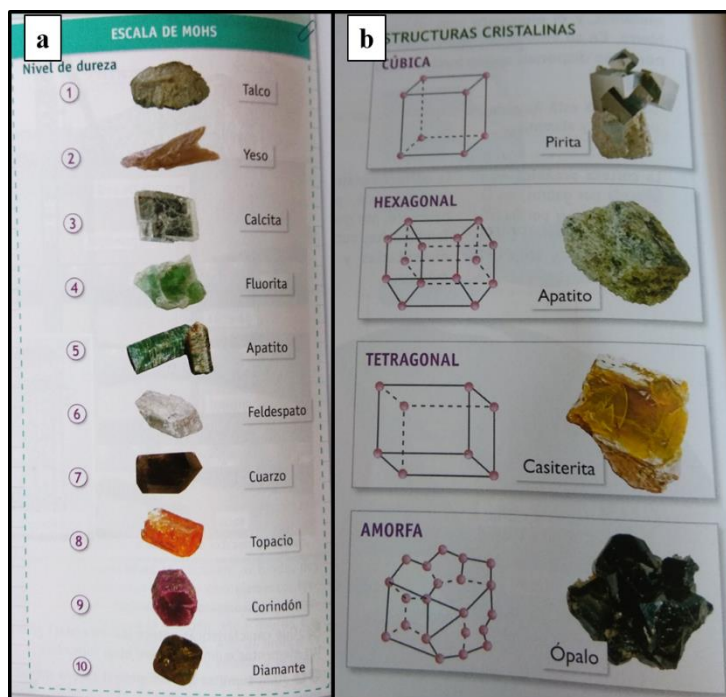 a
ESCALA DE MOHS
Nivel de dureza
1 Talco
2 Yeso
3 Calcita
4 Fluorita
5 Apatito
6 Feldespato
7 Cuarzo
8 Topacio
9 Corindón
10 Diamante
b
ESTRUCTURAS CRISTALINAS
CÚBICA
Pirita
HEXAGONAL
Apatito
TETRAGONAL
Casiterita
AMORFA
Ópalo